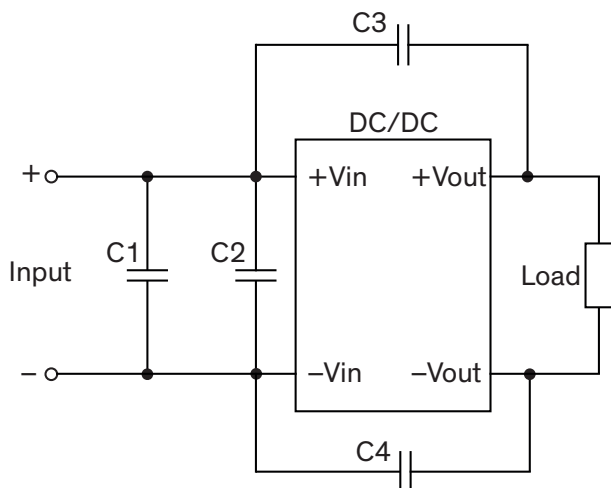 C3
DC/DC
+
+Vin
+Vout
Input
C1
C2
Load
–
–Vin
–Vout
C4